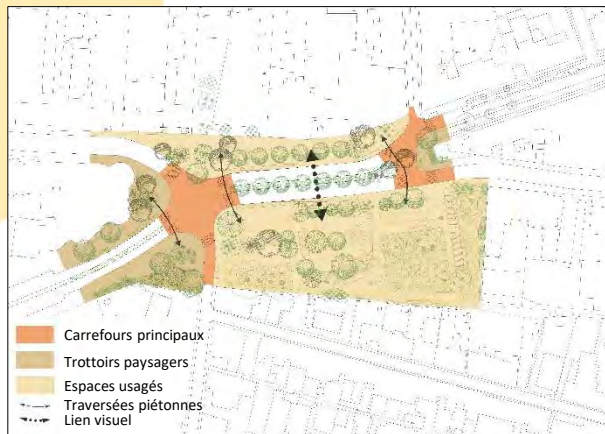 Carrefours principaux
Trottoirs paysagers
Espaces usagés
Traversées piétonnes
Lien visuel